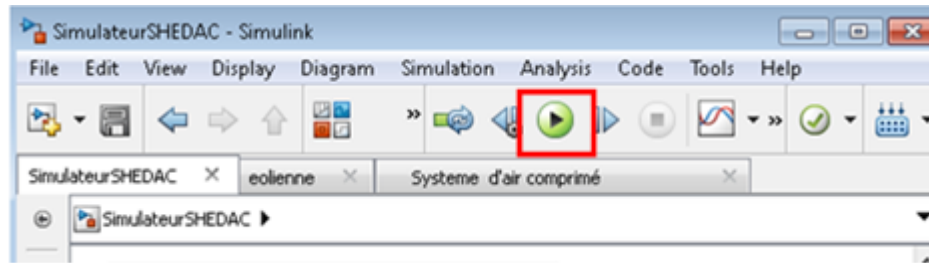 SimulateurSHEDAC - Simulink
File Edit View Display Diagram Simulation Analysis Code Tools Help
SimulateurSHEDAC eolienne Systeme d'air comprimé
SimulateurSHEDAC